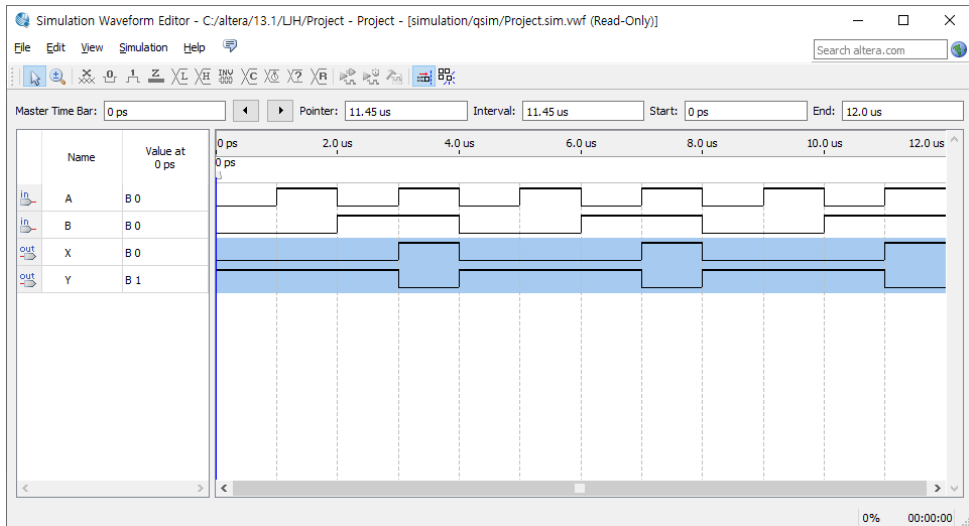 Simulation Waveform Editor - C:/altera/13.1/LJH/Project - Project - [simulation/qsim/Project.sim.vwf (Read-Only)]
File Edit View Simulation Help
Search altera.com
Master Time Bar: 0 ps Pointer: 11.45 us Interval: 11.45 us Start: 0 ps End: 12.0 us
Name Value at 0 ps
0 ps 2.0 us 4.0 us 6.0 us 8.0 us 10.0 us 12.0 us
0 ps
in A B 0
in B B 0
out X B 0
out Y B 1
0% 00:00:00